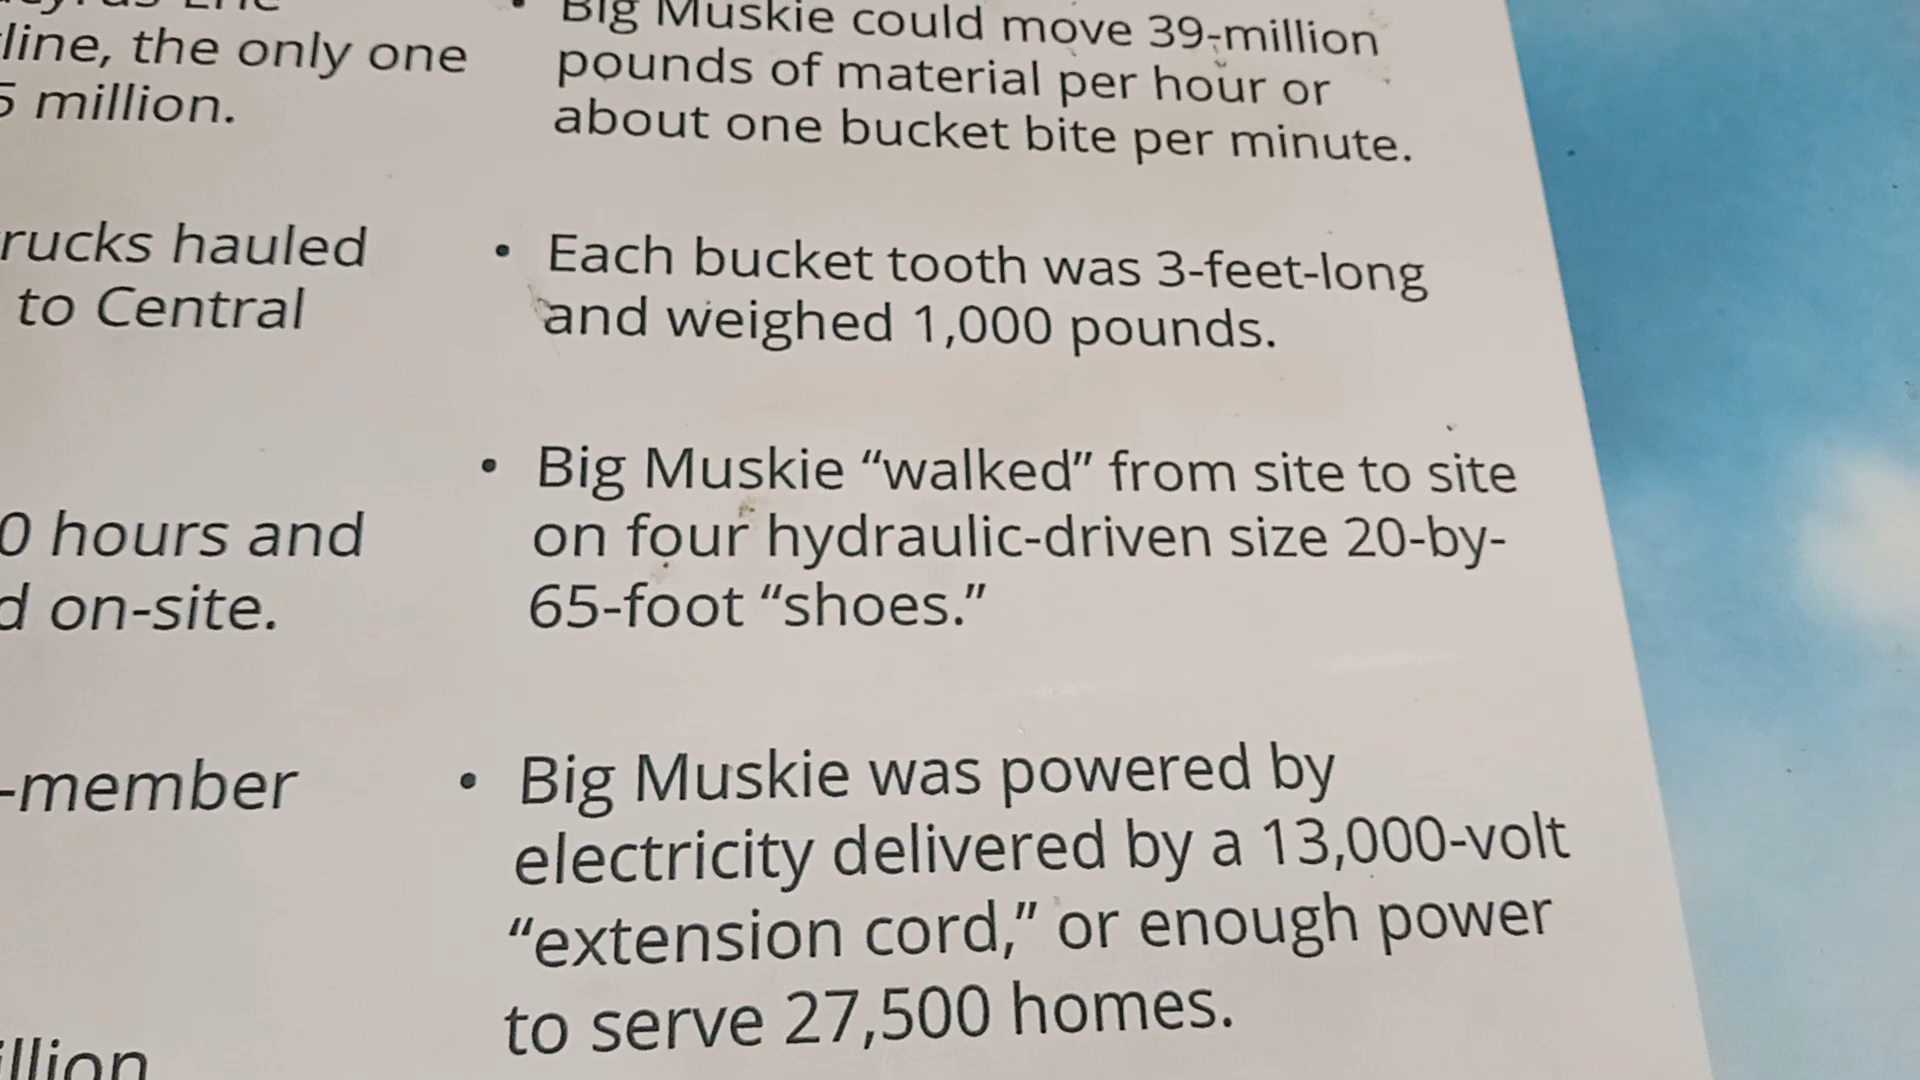 line, the only one
5 million.
rucks hauled
to Central
0 hours and
d on-site.
-member
illion
• Big Muskie could move 39-million
pounds of material per hour or
about one bucket bite per minute.
• Each bucket tooth was 3-feet-long
and weighed 1,000 pounds.
• Big Muskie “walked” from site to site
on four hydraulic-driven size 20-by-
65-foot “shoes.”
• Big Muskie was powered by
electricity delivered by a 13,000-volt
“extension cord,” or enough power
to serve 27,500 homes.